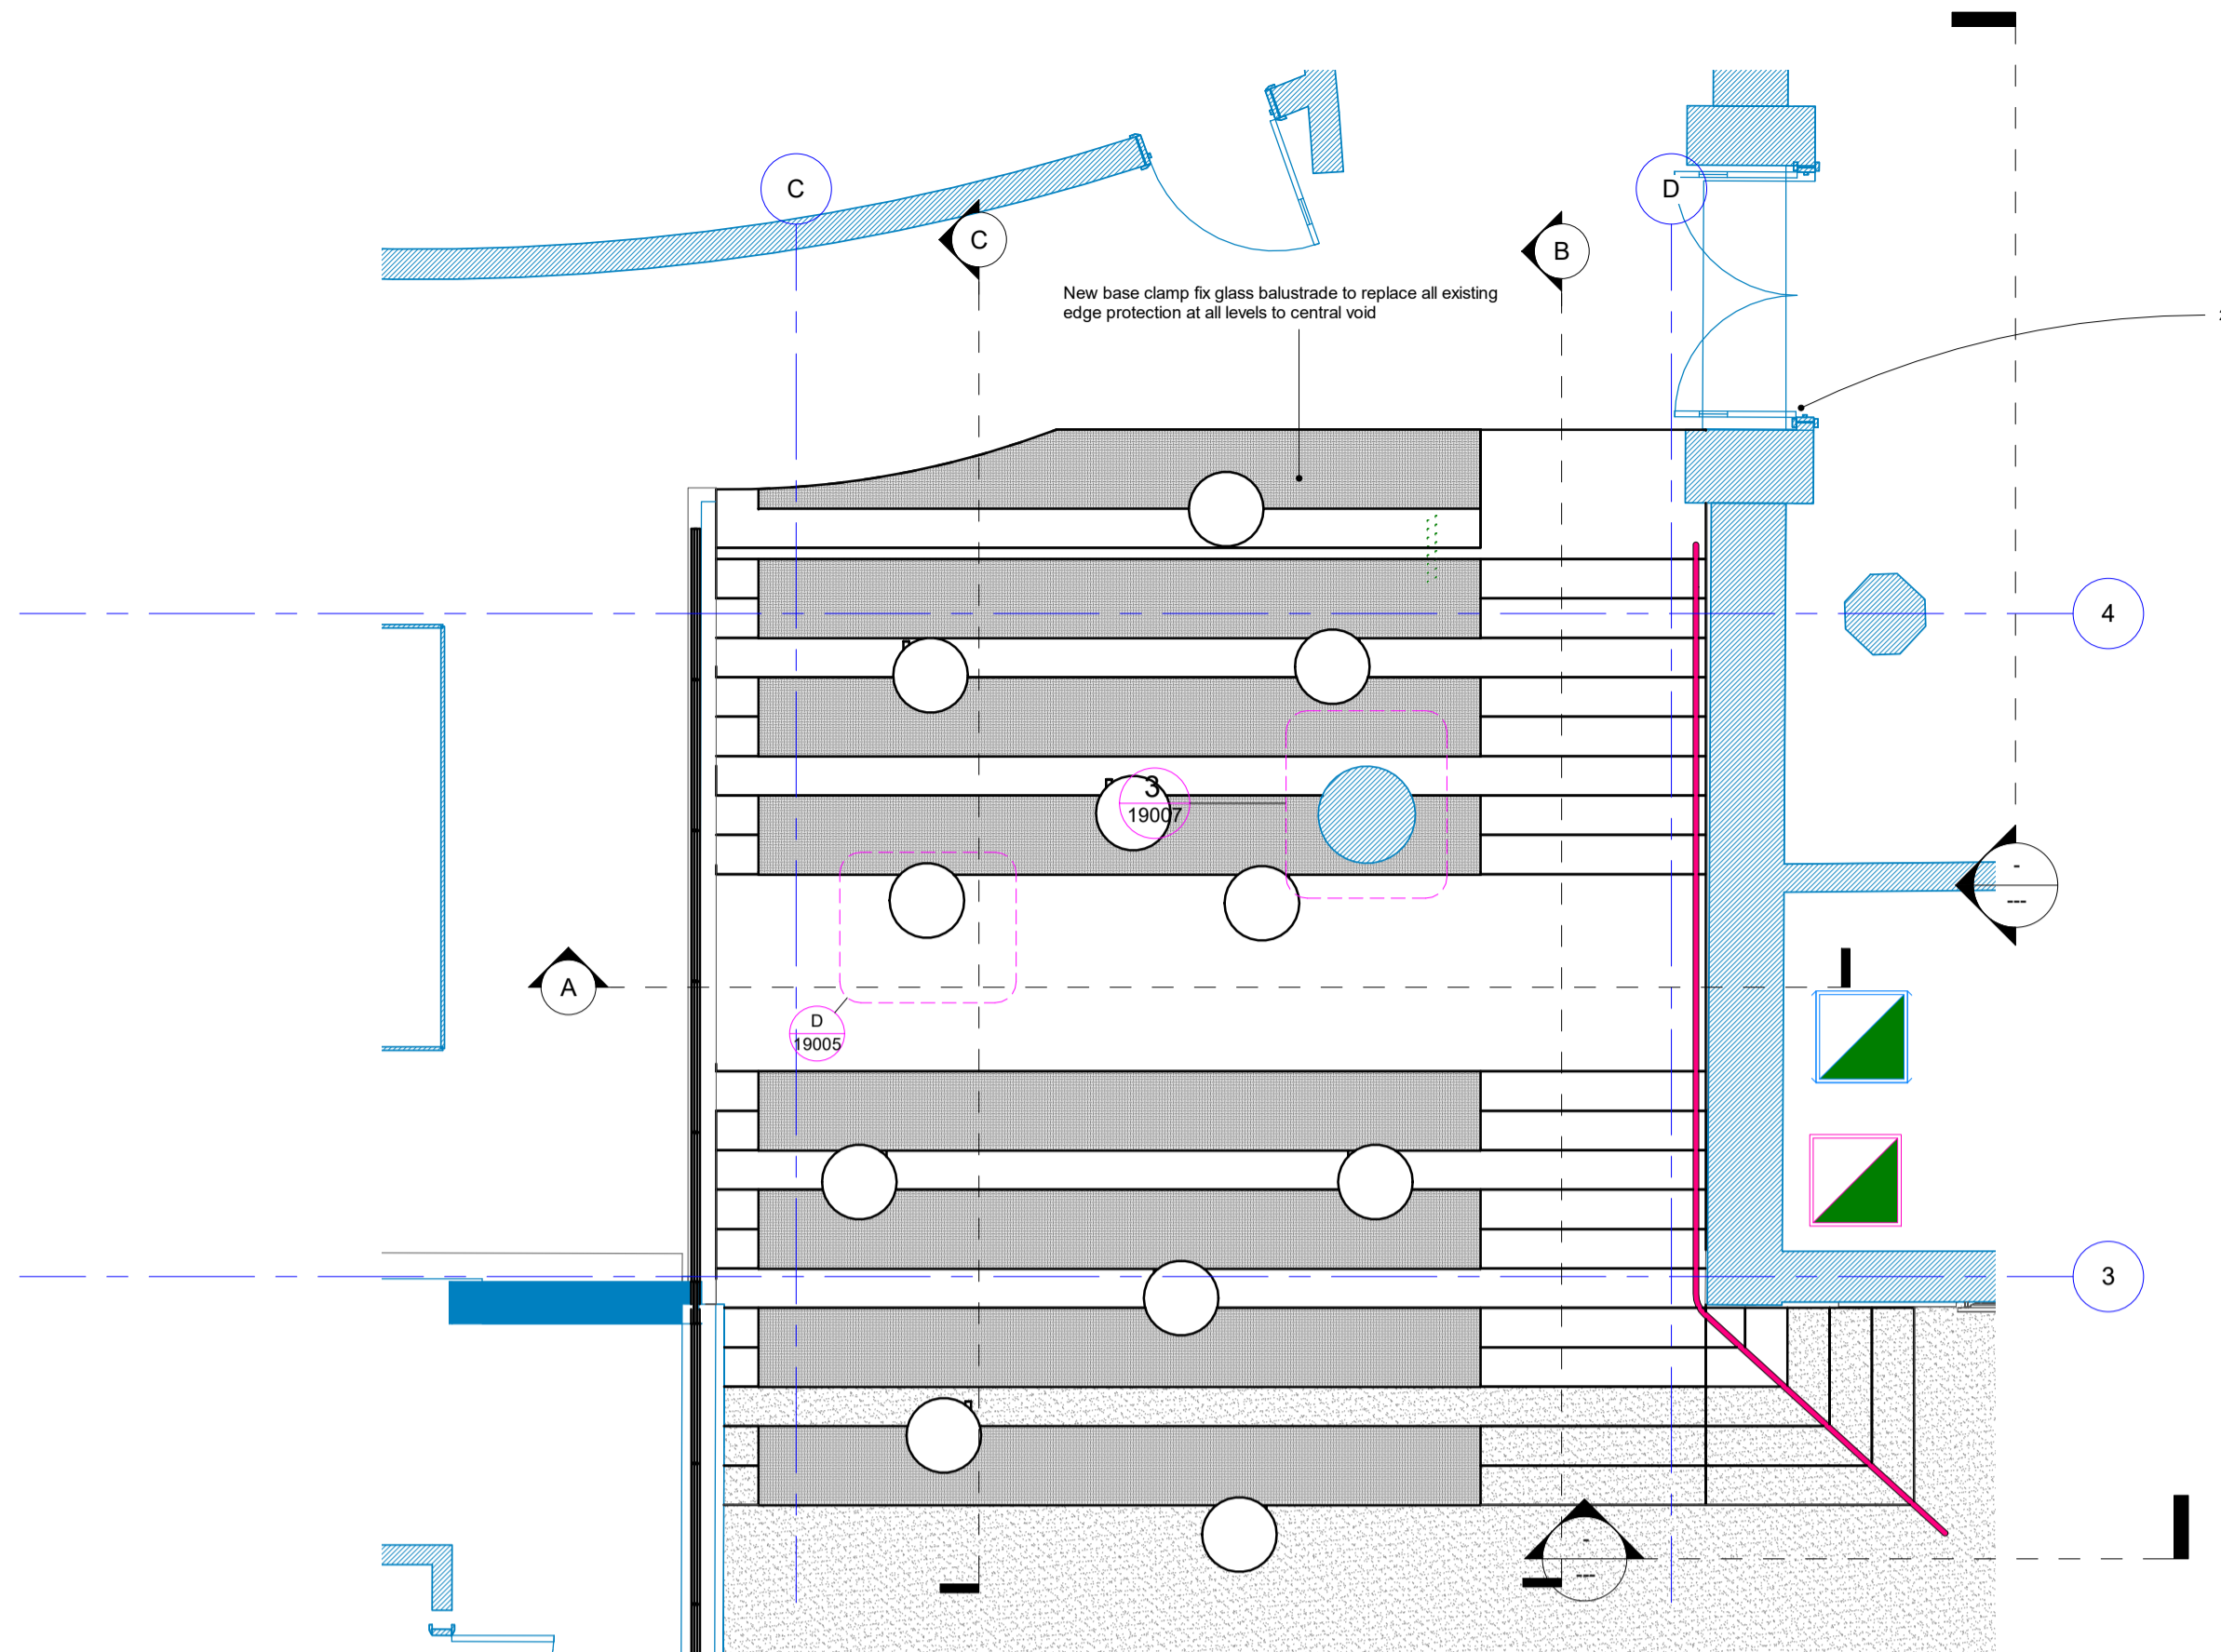 C
D
C
B
New base clamp fix glass balustrade to replace all existing
edge protection at all levels to central void
4
3
19007
-
---
A
D
19005
3
-
---